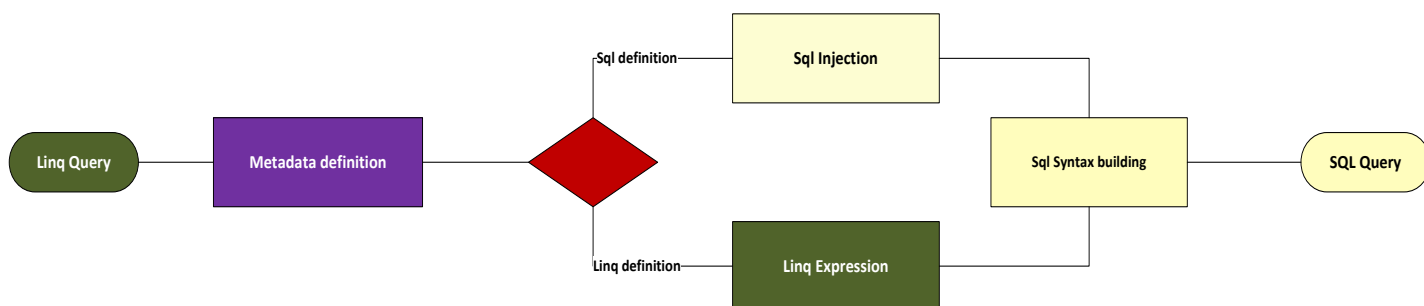 Sql definition
Sql Injection
Linq Query
Metadata definition
Sql Syntax building
SQL Query
Linq definition
Linq Expression